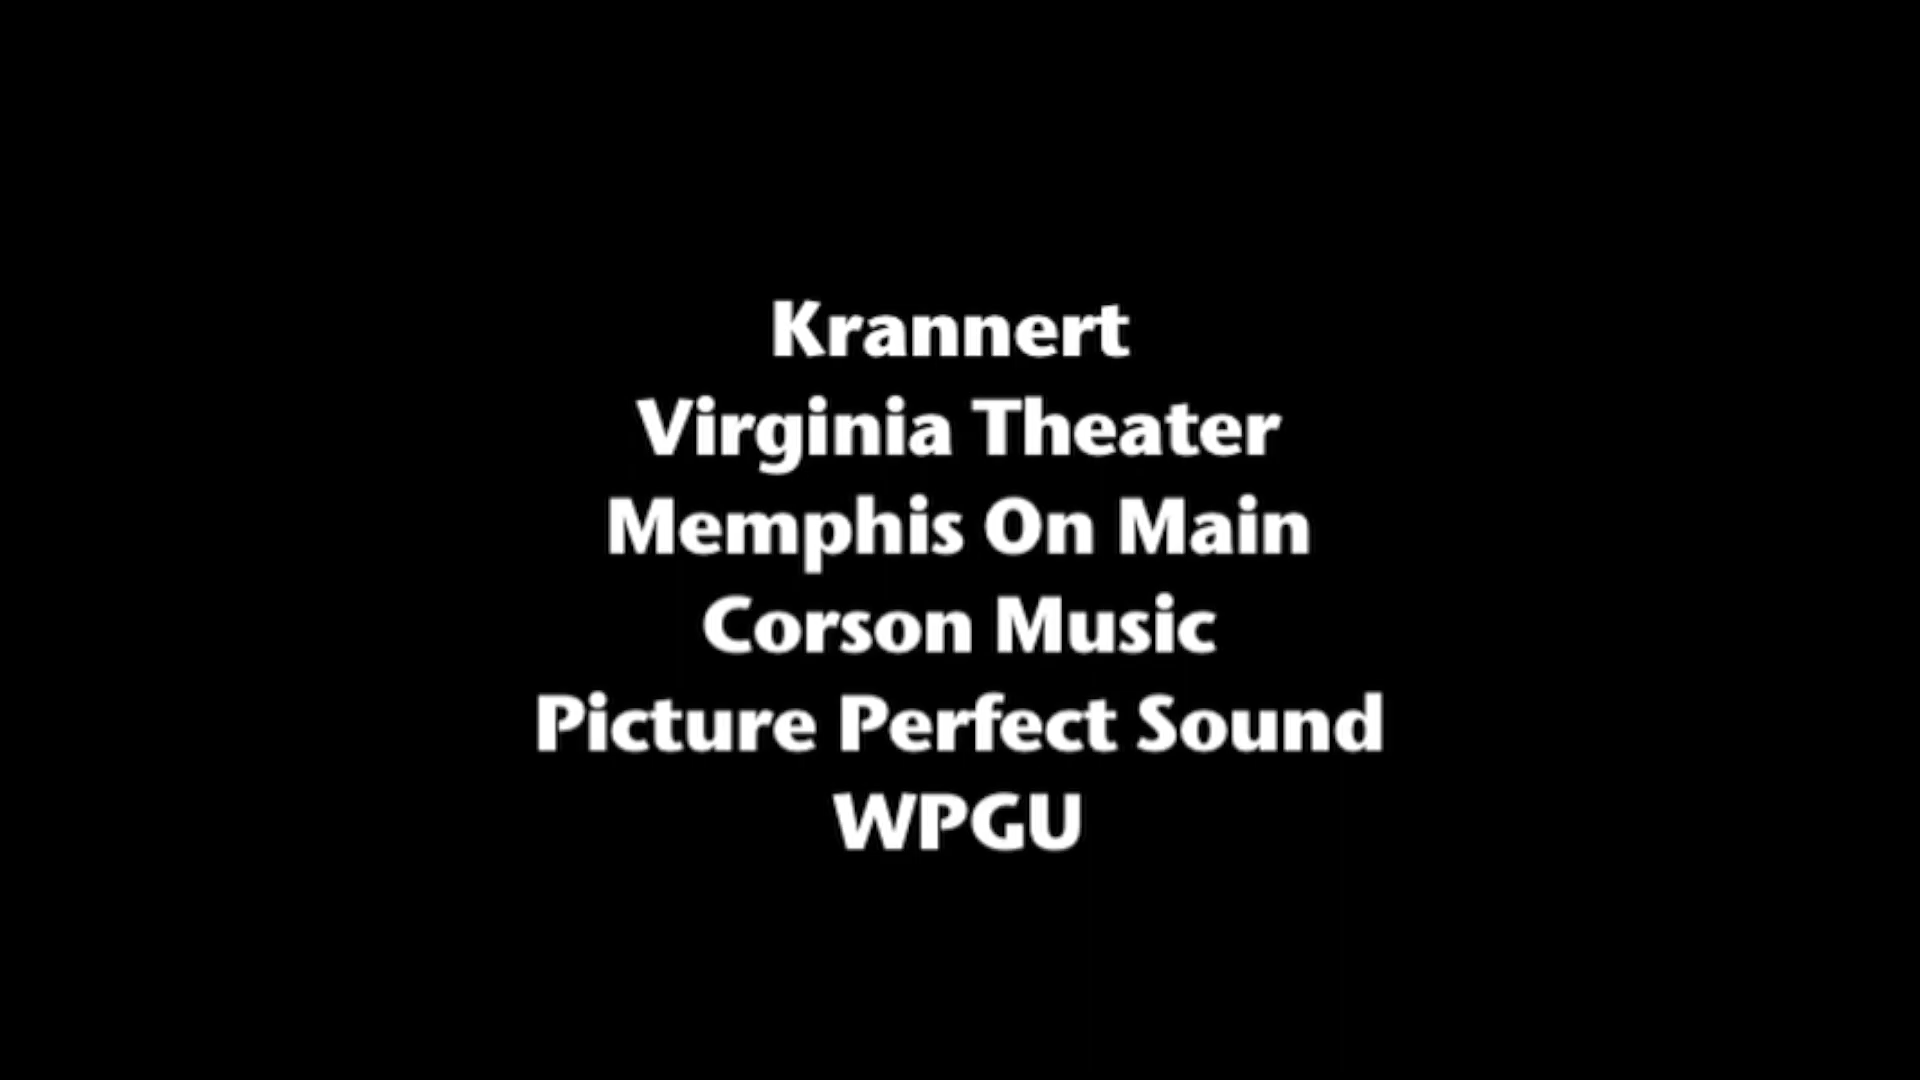 Krannert
Virginia Theater
Memphis On Main
Corson Music
Picture Perfect Sound
WPGU